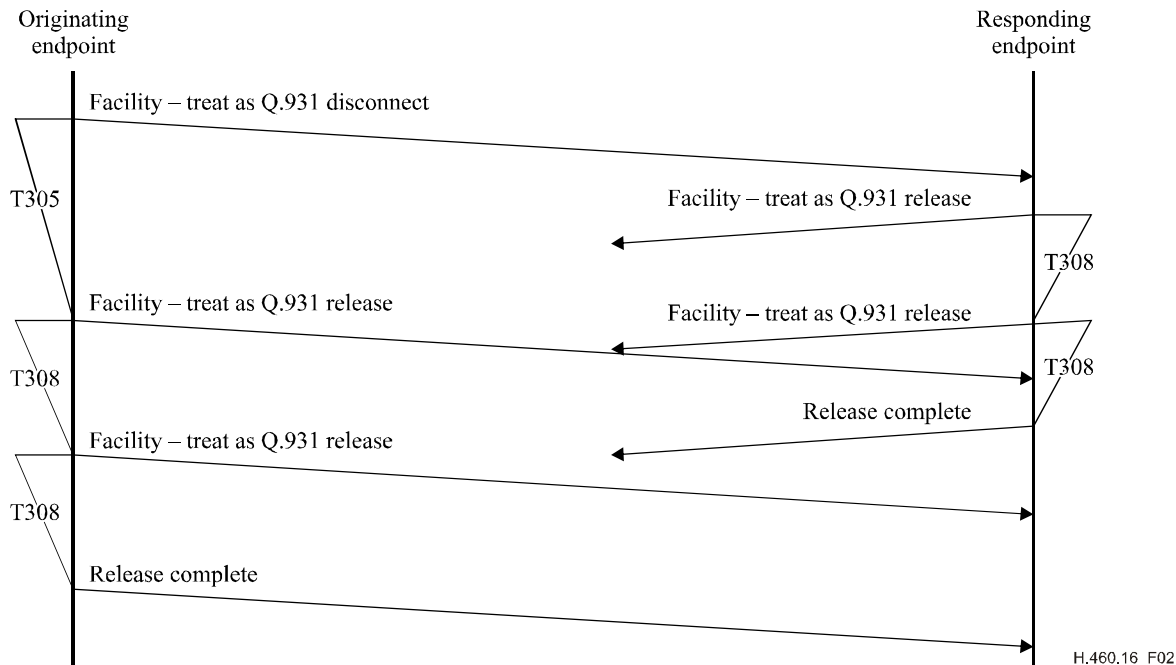 Originating
endpoint
Responding
endpoint
Facility – treat as Q.931 disconnect
T305
Facility – treat as Q.931 release
T308
Facility – treat as Q.931 release
Facility – treat as Q.931 release
T308
T308
Release complete
Facility – treat as Q.931 release
T308
Release complete
H.460.16_F02